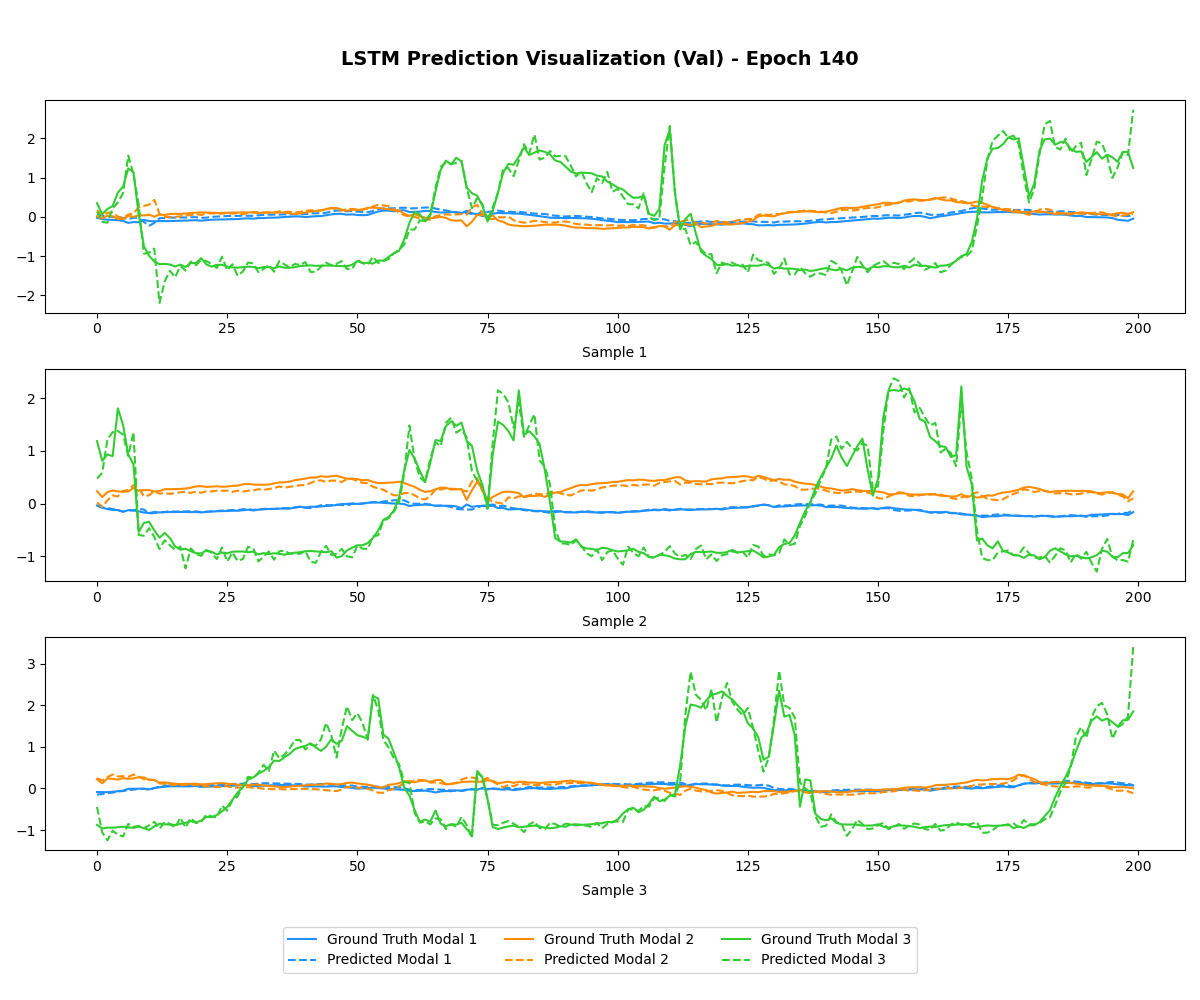 LSTM Prediction Visualization (Val) - Epoch 140
2
1
0
−1
−2
0 25 50 75 100 125 150 175 200
Sample 1
2
1
0
−1
0 25 50 75 100 125 150 175 200
Sample 2
3
2
1
0
−1
0 25 50 75 100 125 150 175 200
Sample 3
Ground Truth Modal 1 Ground Truth Modal 2 Ground Truth Modal 3
Predicted Modal 1 Predicted Modal 2 Predicted Modal 3